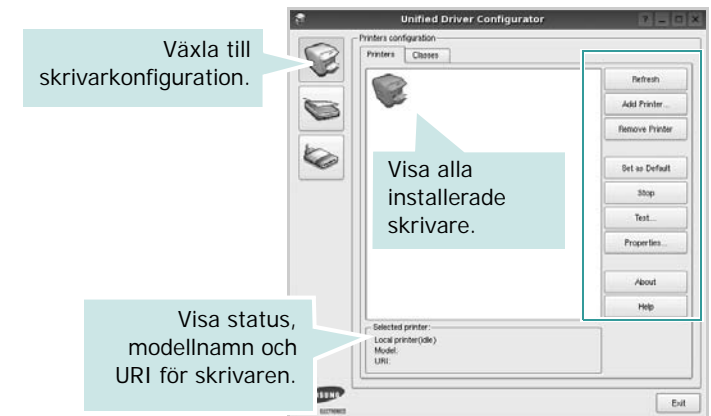 Unified Driver Configurator
Växla till
skrivarkonfiguration.
Printers configuration
Printers
Classes
Refresh
Add Printer...
Remove Printer
Set as Default
Stop
Test...
Properties...
About
Help
Visa alla
installerade
skrivare.
Visa status,
modellnamn och
URI för skrivaren.
Selected printer:
Local printer(idle)
Model:
URI:
ELECTRONICS
Exit